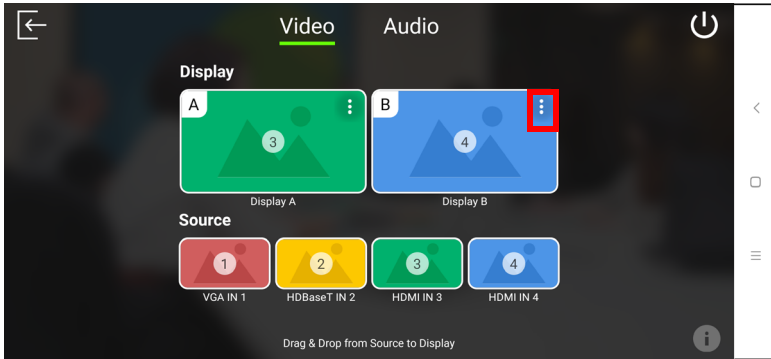 Video Audio
Display
A B
3 4
Display A Display B
Source
1 2 3 4
VGA IN 1 HDBaseT IN 2 HDMI IN 3 HDMI IN 4
Drag & Drop from Source to Display
i